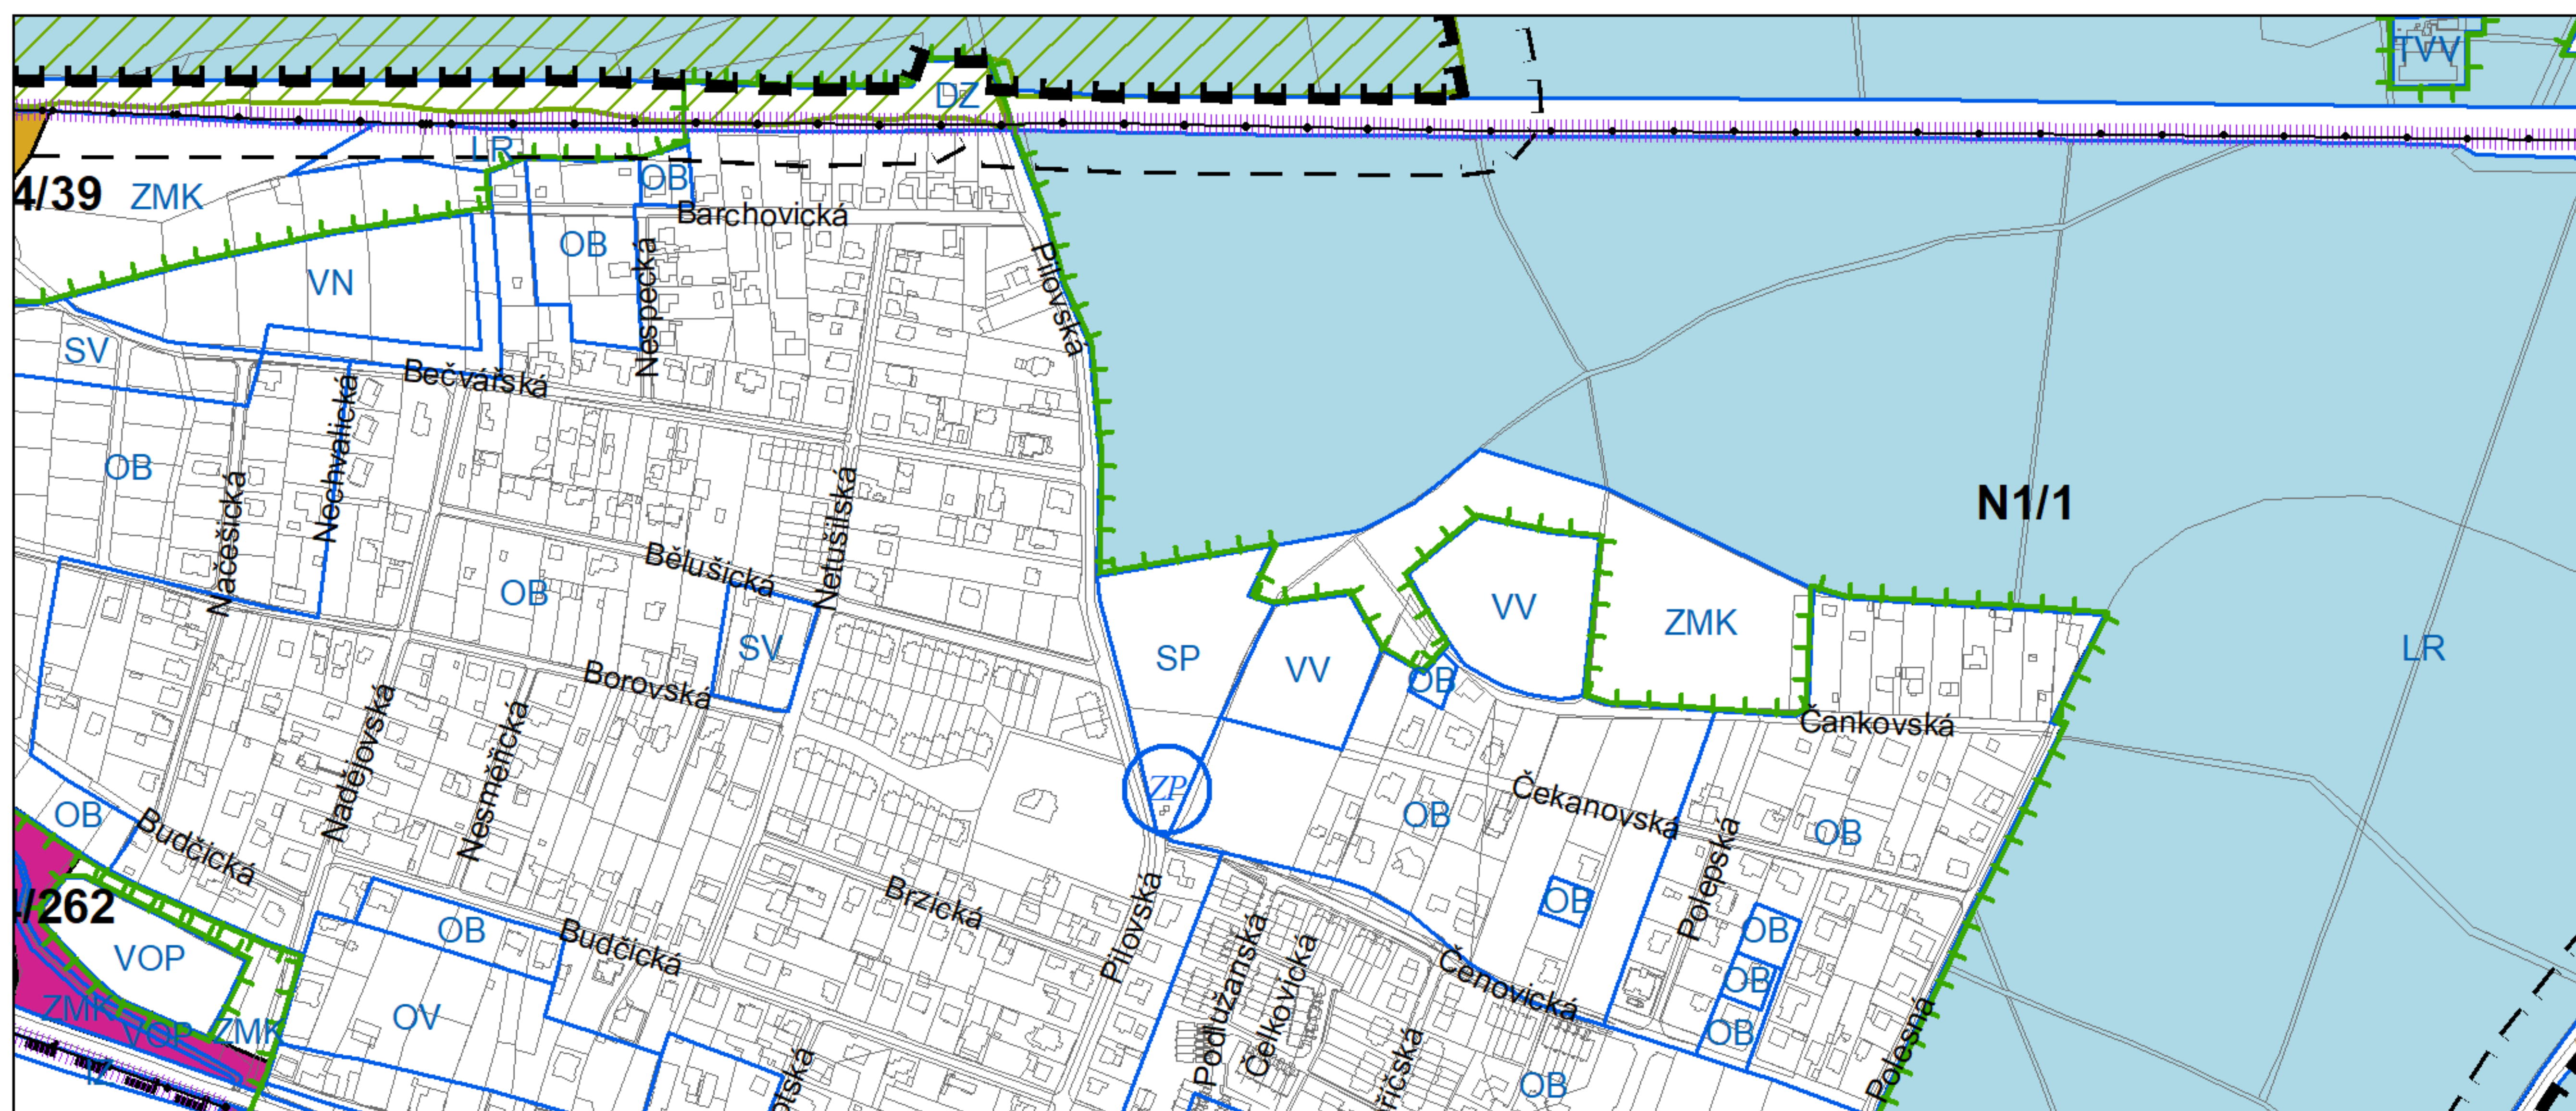 TVV
DZ
LR
OB
4/39
ZMK
Barchovická
OB
VN
Nespecká
Pilovská
SV
Bečvářská
Nechvalická
OB
Načešická
Netušilská
N1/1
Bělušická
OB
SV
VV
ZMK
LR
SP
VV
OB
Borovská
Čankovská
Nadějovská
Nesměřická
ZP
OB
Budčická
Čekanovská
OB
OB
Polepská
/262
Brzická
OB
OB
OB
Budčická
Pilovská
Podlužanská
Čelkovická
Čenovická
VOP
OB
OV
OB
Polesná
ZMK
VOP
ZMK
IZ
OB